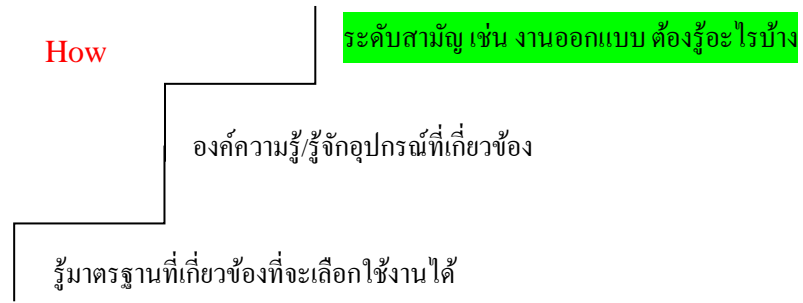 ระดับสามัญ เช่น งานออกแบบ ต้องรู้อะไรบ้าง
How
องค์ความรู้/รู้จักอุปกรณ์ที่เกี่ยวข้อง
รู้มาตรฐานที่เกี่ยวข้องที่จะเลือกใช้งานได้